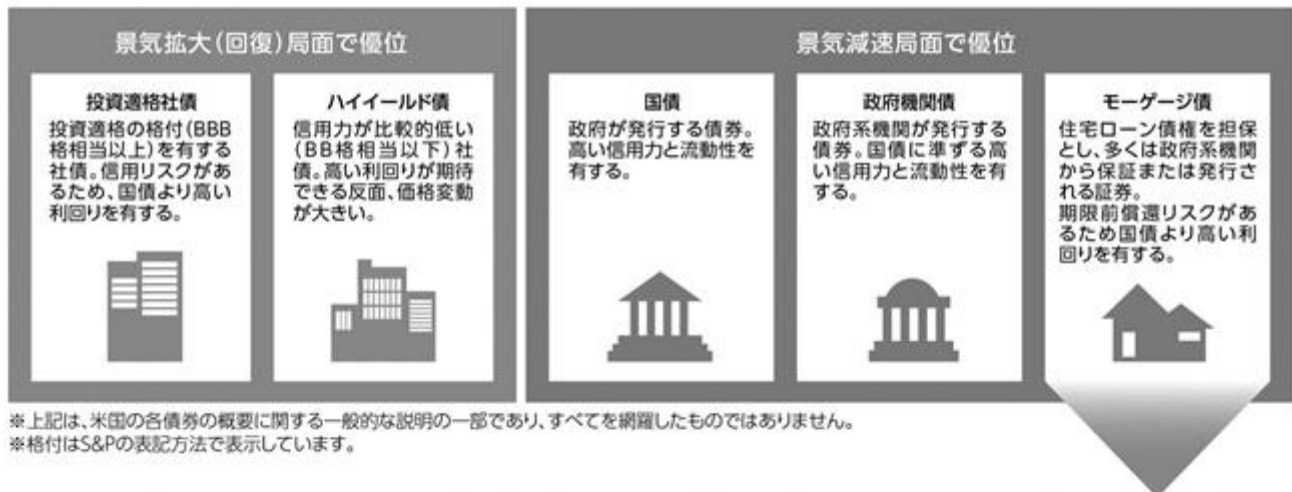 景気拡大(回復)局面で優位
投資適格社債
投資適格の格付(BBB
格相当以上)を有する
社債。信用リスクがあ
るため、国債より高い
利回りを有する。
ハイイールド債
信用力が比較的低い
(BB格相当以下)社
債。高い利回りが期待
できる反面、価格変動
が大きい。
景気減速局面で優位
国債
政府が発行する債券。
高い信用力と流動性を
有する。
政府機関債
政府系機関が発行する
債券。国債に準ずる高
い信用力と流動性を有
する。
モーゲージ債
住宅ローン債権を担保
とし、多くは政府系機関
から保証または発行さ
れる証券。
期限前償還リスクがあ
るため国債より高い利
回りを有する。
※上記は、米国の各債券の概要に関する一般的な説明の一部であり、すべてを網羅したものではありません。
※格付はS&Pの表記方法で表示しています。